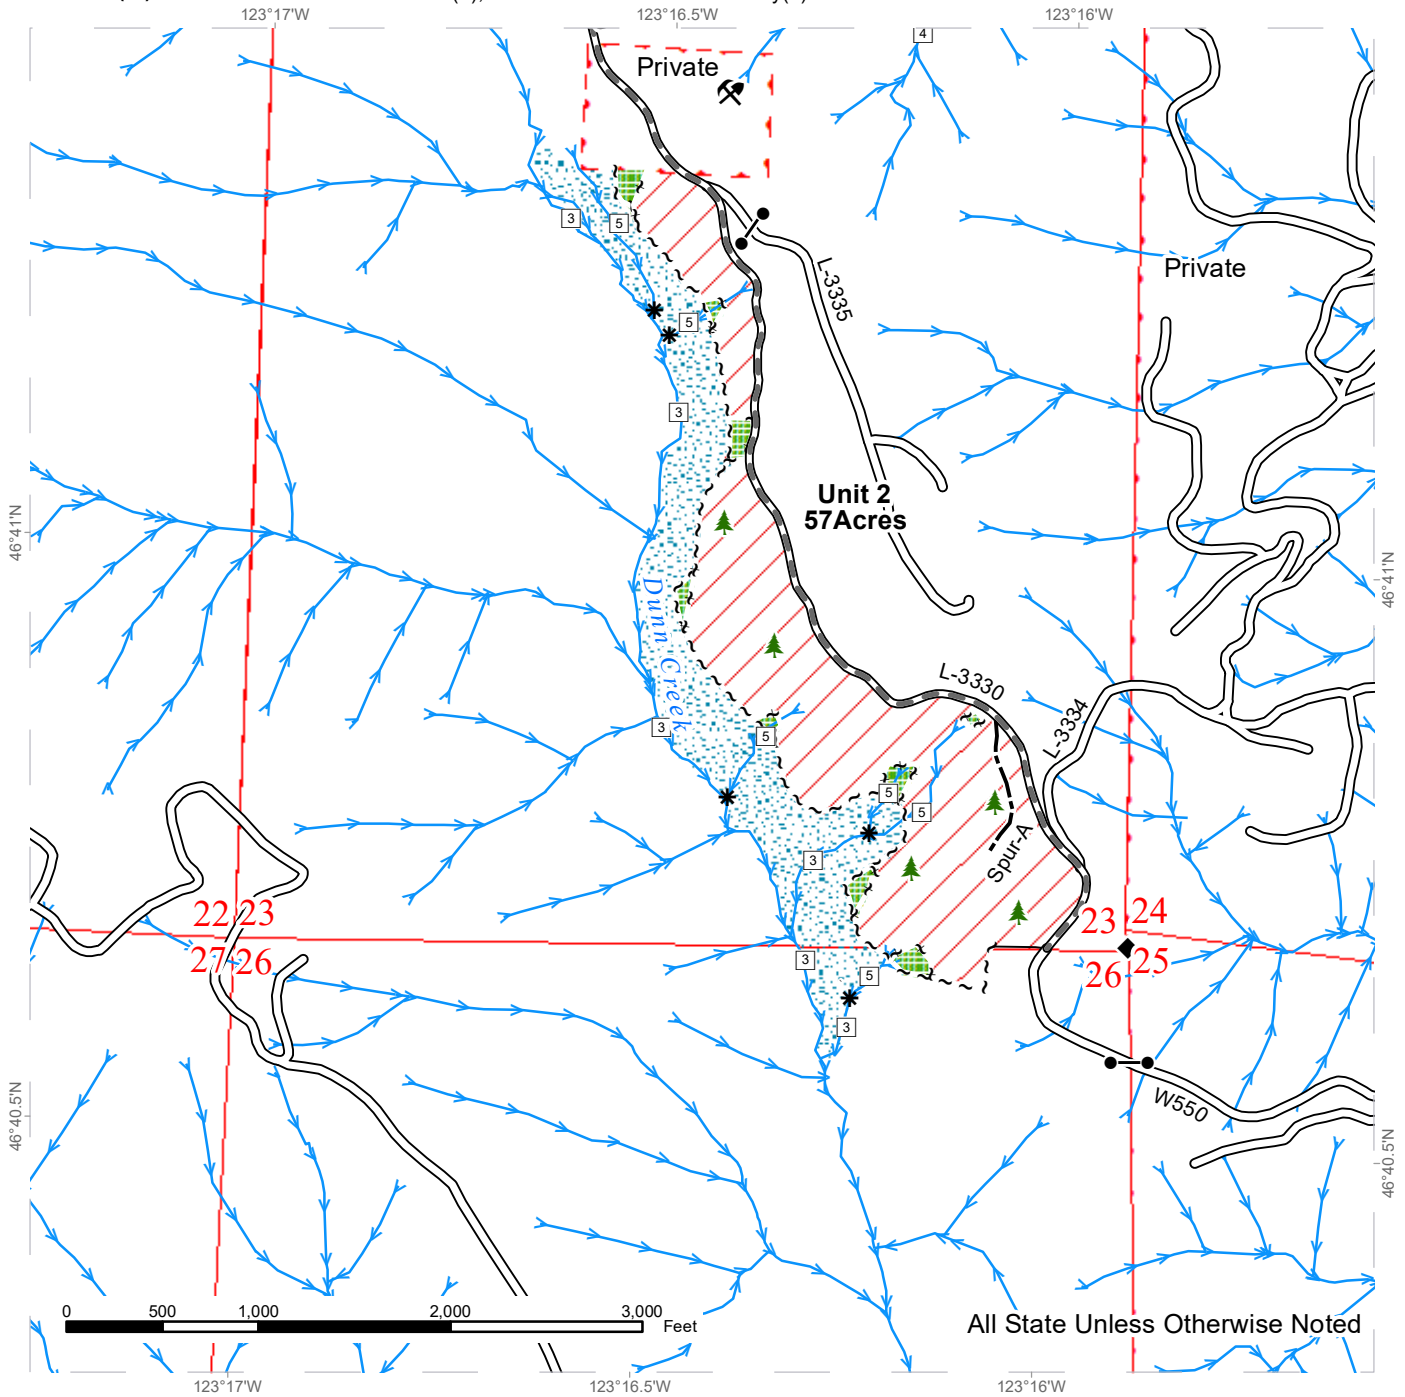 123°17'W
123°16.5'W
123°16'W
4
Private
3
5
Private
L-3335
5
3
Unit 2
57Acres
46°41'N
46°41'N
Dunn Creek
L-3330
L-3334
3
5
5
5
3
Spur-A
22 23
23 24
27 26
26 25
3
5
3
W550
46°40.5'N
46°40.5'N
0 500 1,000 2,000 3,000
Feet
All State Unless Otherwise Noted
123°17'W
123°16.5'W
123°16'W